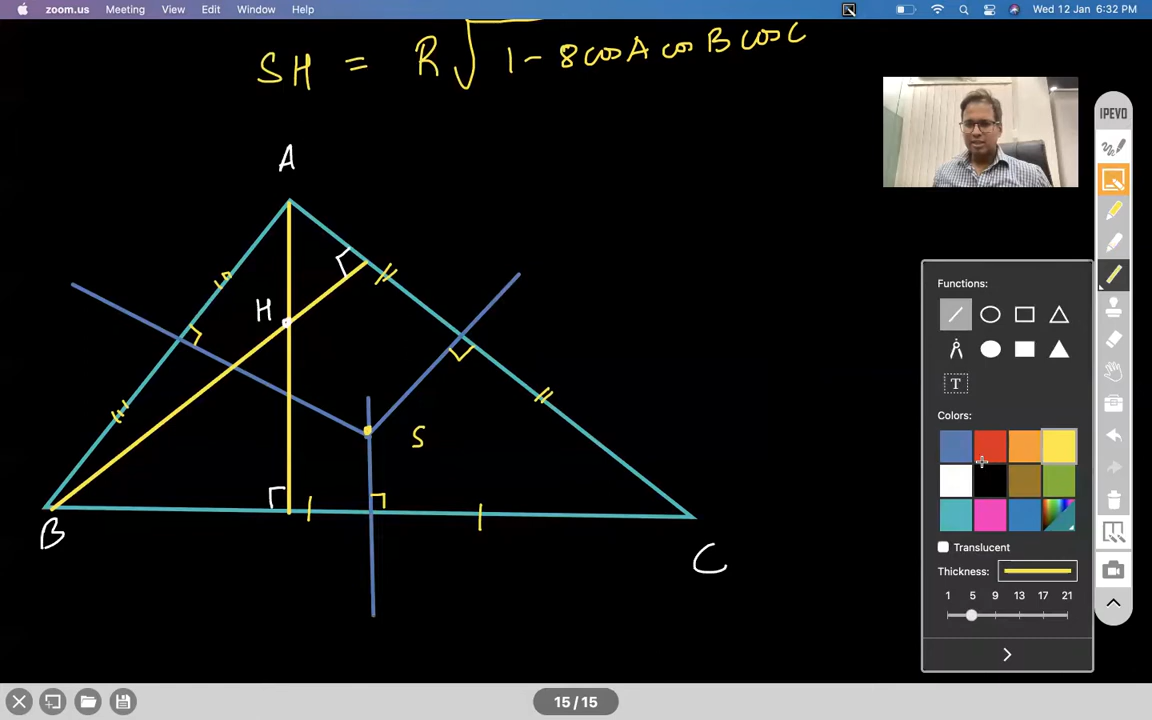 zoom.us Meeting View Region Window Help Wed 12 Jan 6:32 PM
SH = R√1 - 8cosA cosB cosC
IPEVO
A
Functions:
H
T
Colors:
S
B
C
Translucent
Thickness:
1 5 9 13 17 21
15/15